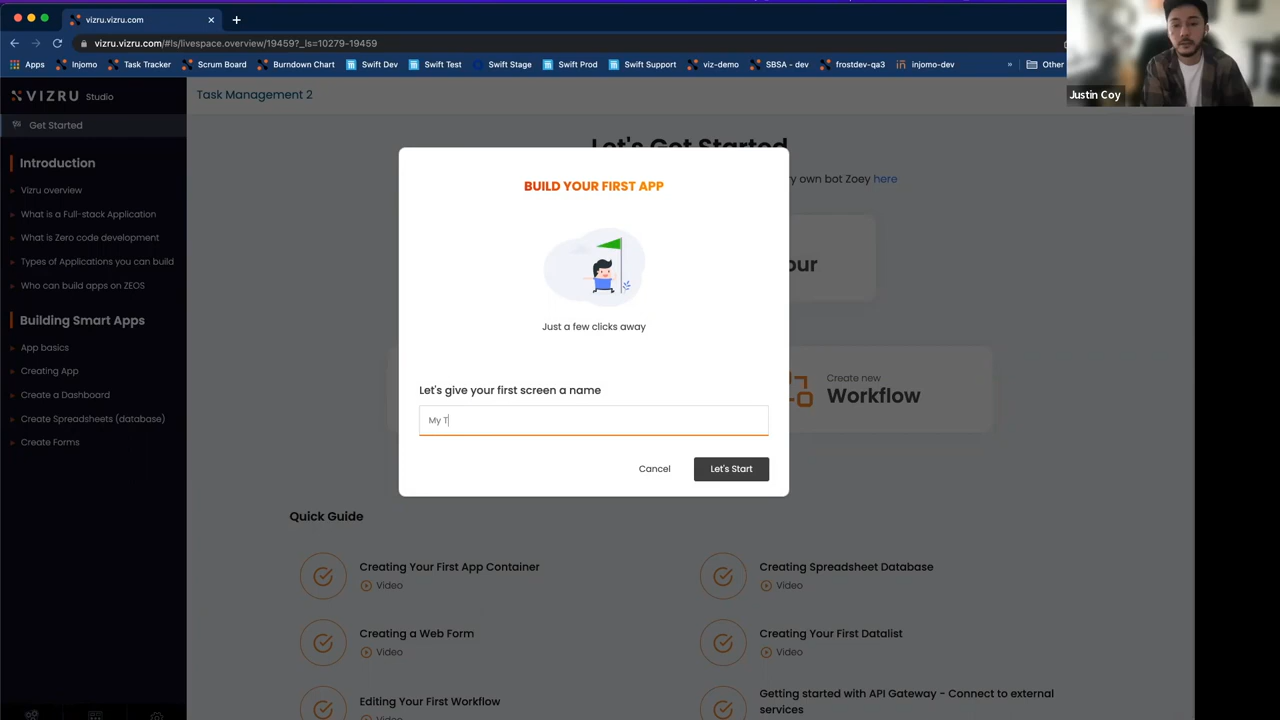 vizru.vizru.com
vizru.vizru.com/#ls/livespace.overview/19459?_ls=10279-19459
Apps Injomo Task Tracker Scrum Board Burndown Chart Swift Dev Swift Test Swift Stage Swift Prod Swift Support viz-demo SBSA - dev frostdev-qa3 injomo-dev » Other
Justin Coy
VIZRU Studio
Task Management 2
Get Started
Let's Get Started
Introduction
Vizru overview
What is a Full-stack Application
What is Zero code development
Types of Applications you can build
Who can build apps on ZEOS
Building Smart Apps
App basics
Creating App
Create a Dashboard
Create Spreadsheets (database)
Create Forms
own bot Zoey here
BUILD YOUR FIRST APP
Just a few clicks away
Let's give your first screen a name
My T
Cancel
Let's Start
Create new
Workflow
Quick Guide
Creating Your First App Container
Video
Creating Spreadsheet Database
Video
Creating a Web Form
Video
Creating Your First Datalist
Video
Editing Your First Workflow
Video
Getting started with API Gateway - Connect to external
services